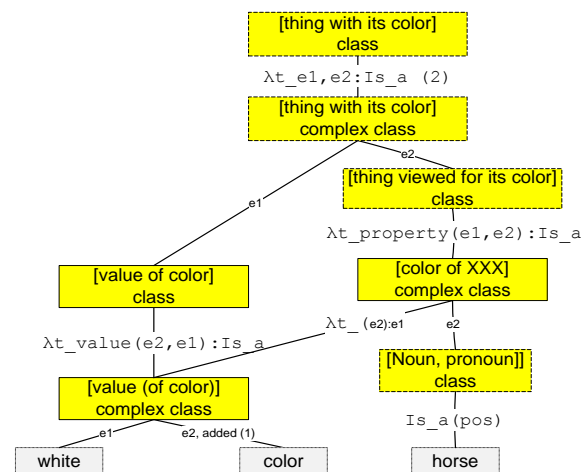 [thing with its color]
class
λt_e1,e2:Is_a (2)
[thing with its color]
complex class
e2
[thing viewed for its color]
class
e1
λt_property(e1,e2):Is_a
[value of color]
class
[color of XXX]
complex class
λt_(e2):e1
e2
λt_value(e2,e1):Is_a
[Noun, pronoun]]
class
[value (of color)]
complex class
Is_a(pos)
e1
e2, added (1)
white
color
horse